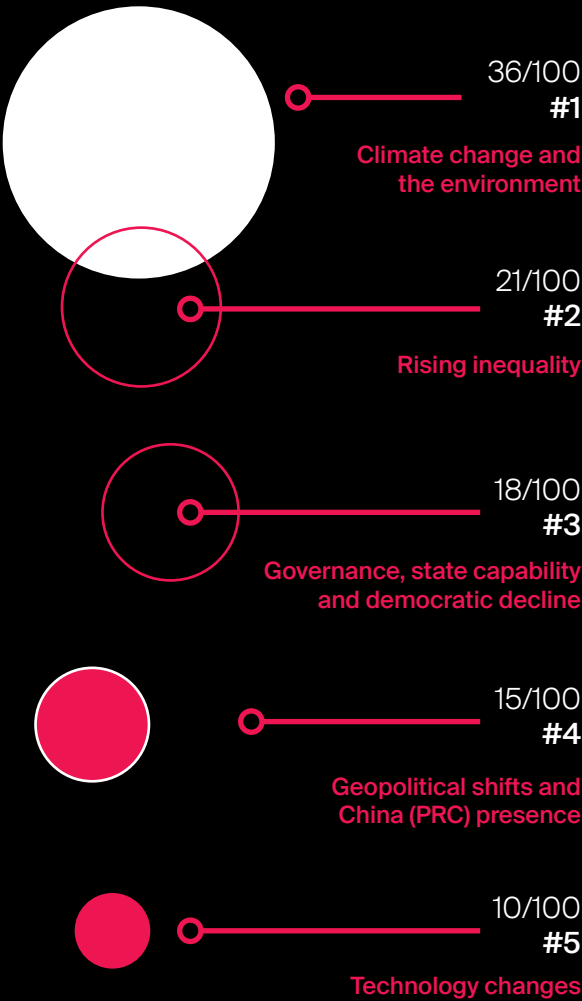 36/100
#1
Climate change and
the environment
21/100
#2
Rising inequality
18/100
#3
Governance, state capability
and democratic decline
15/100
#4
Geopolitical shifts and
China (PRC) presence
10/100
#5
Technology changes